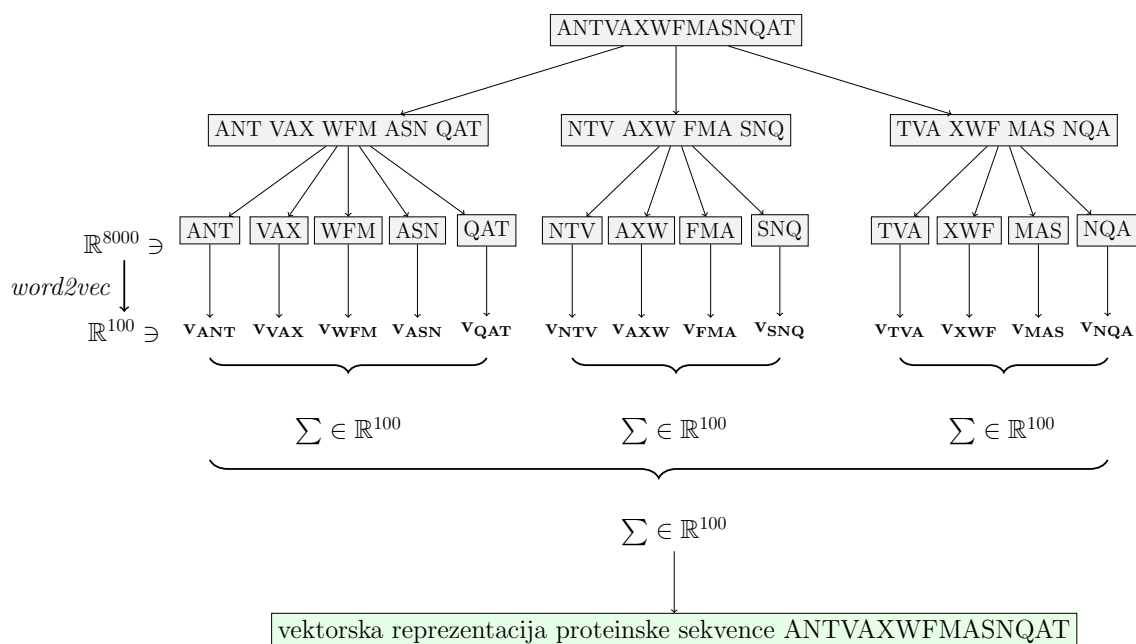 ANTVAXWFMASNQAT
ANT VAX WFM ASN QAT NTV AXW FMA SNQ TVA XWF MAS NQA
ℝ^8000 ∋ ANT VAX WFM ASN QAT NTV AXW FMA SNQ TVA XWF MAS NQA
word2vec
ℝ^100 ∋ v_ANT v_VAX v_WFM v_ASN v_QAT v_NTV v_AXW v_FMA v_SNQ v_TVA v_XWF v_MAS v_NQA
∑ ∈ ℝ^100 ∑ ∈ ℝ^100 ∑ ∈ ℝ^100
∑ ∈ ℝ^100
vektorska reprezentacija proteinske sekvence ANTVAXWFMASNQAT